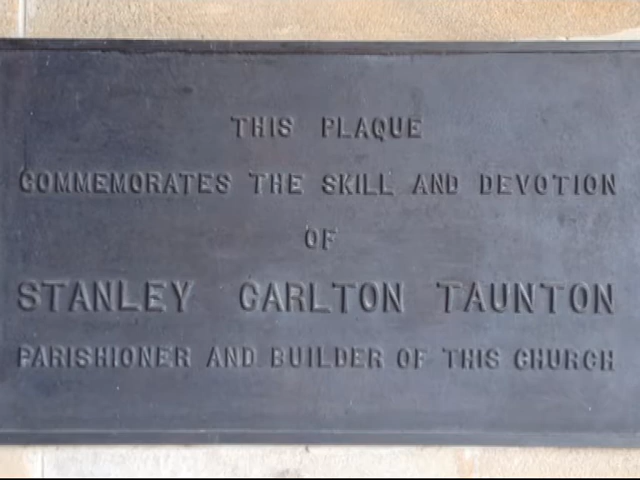 THIS PLAQUE
COMMEMORATES THE SKILL AND DEVOTION
OF
STANLEY CARLTON TAUNTON
PARISHIONER AND BUILDER OF THIS CHURCH